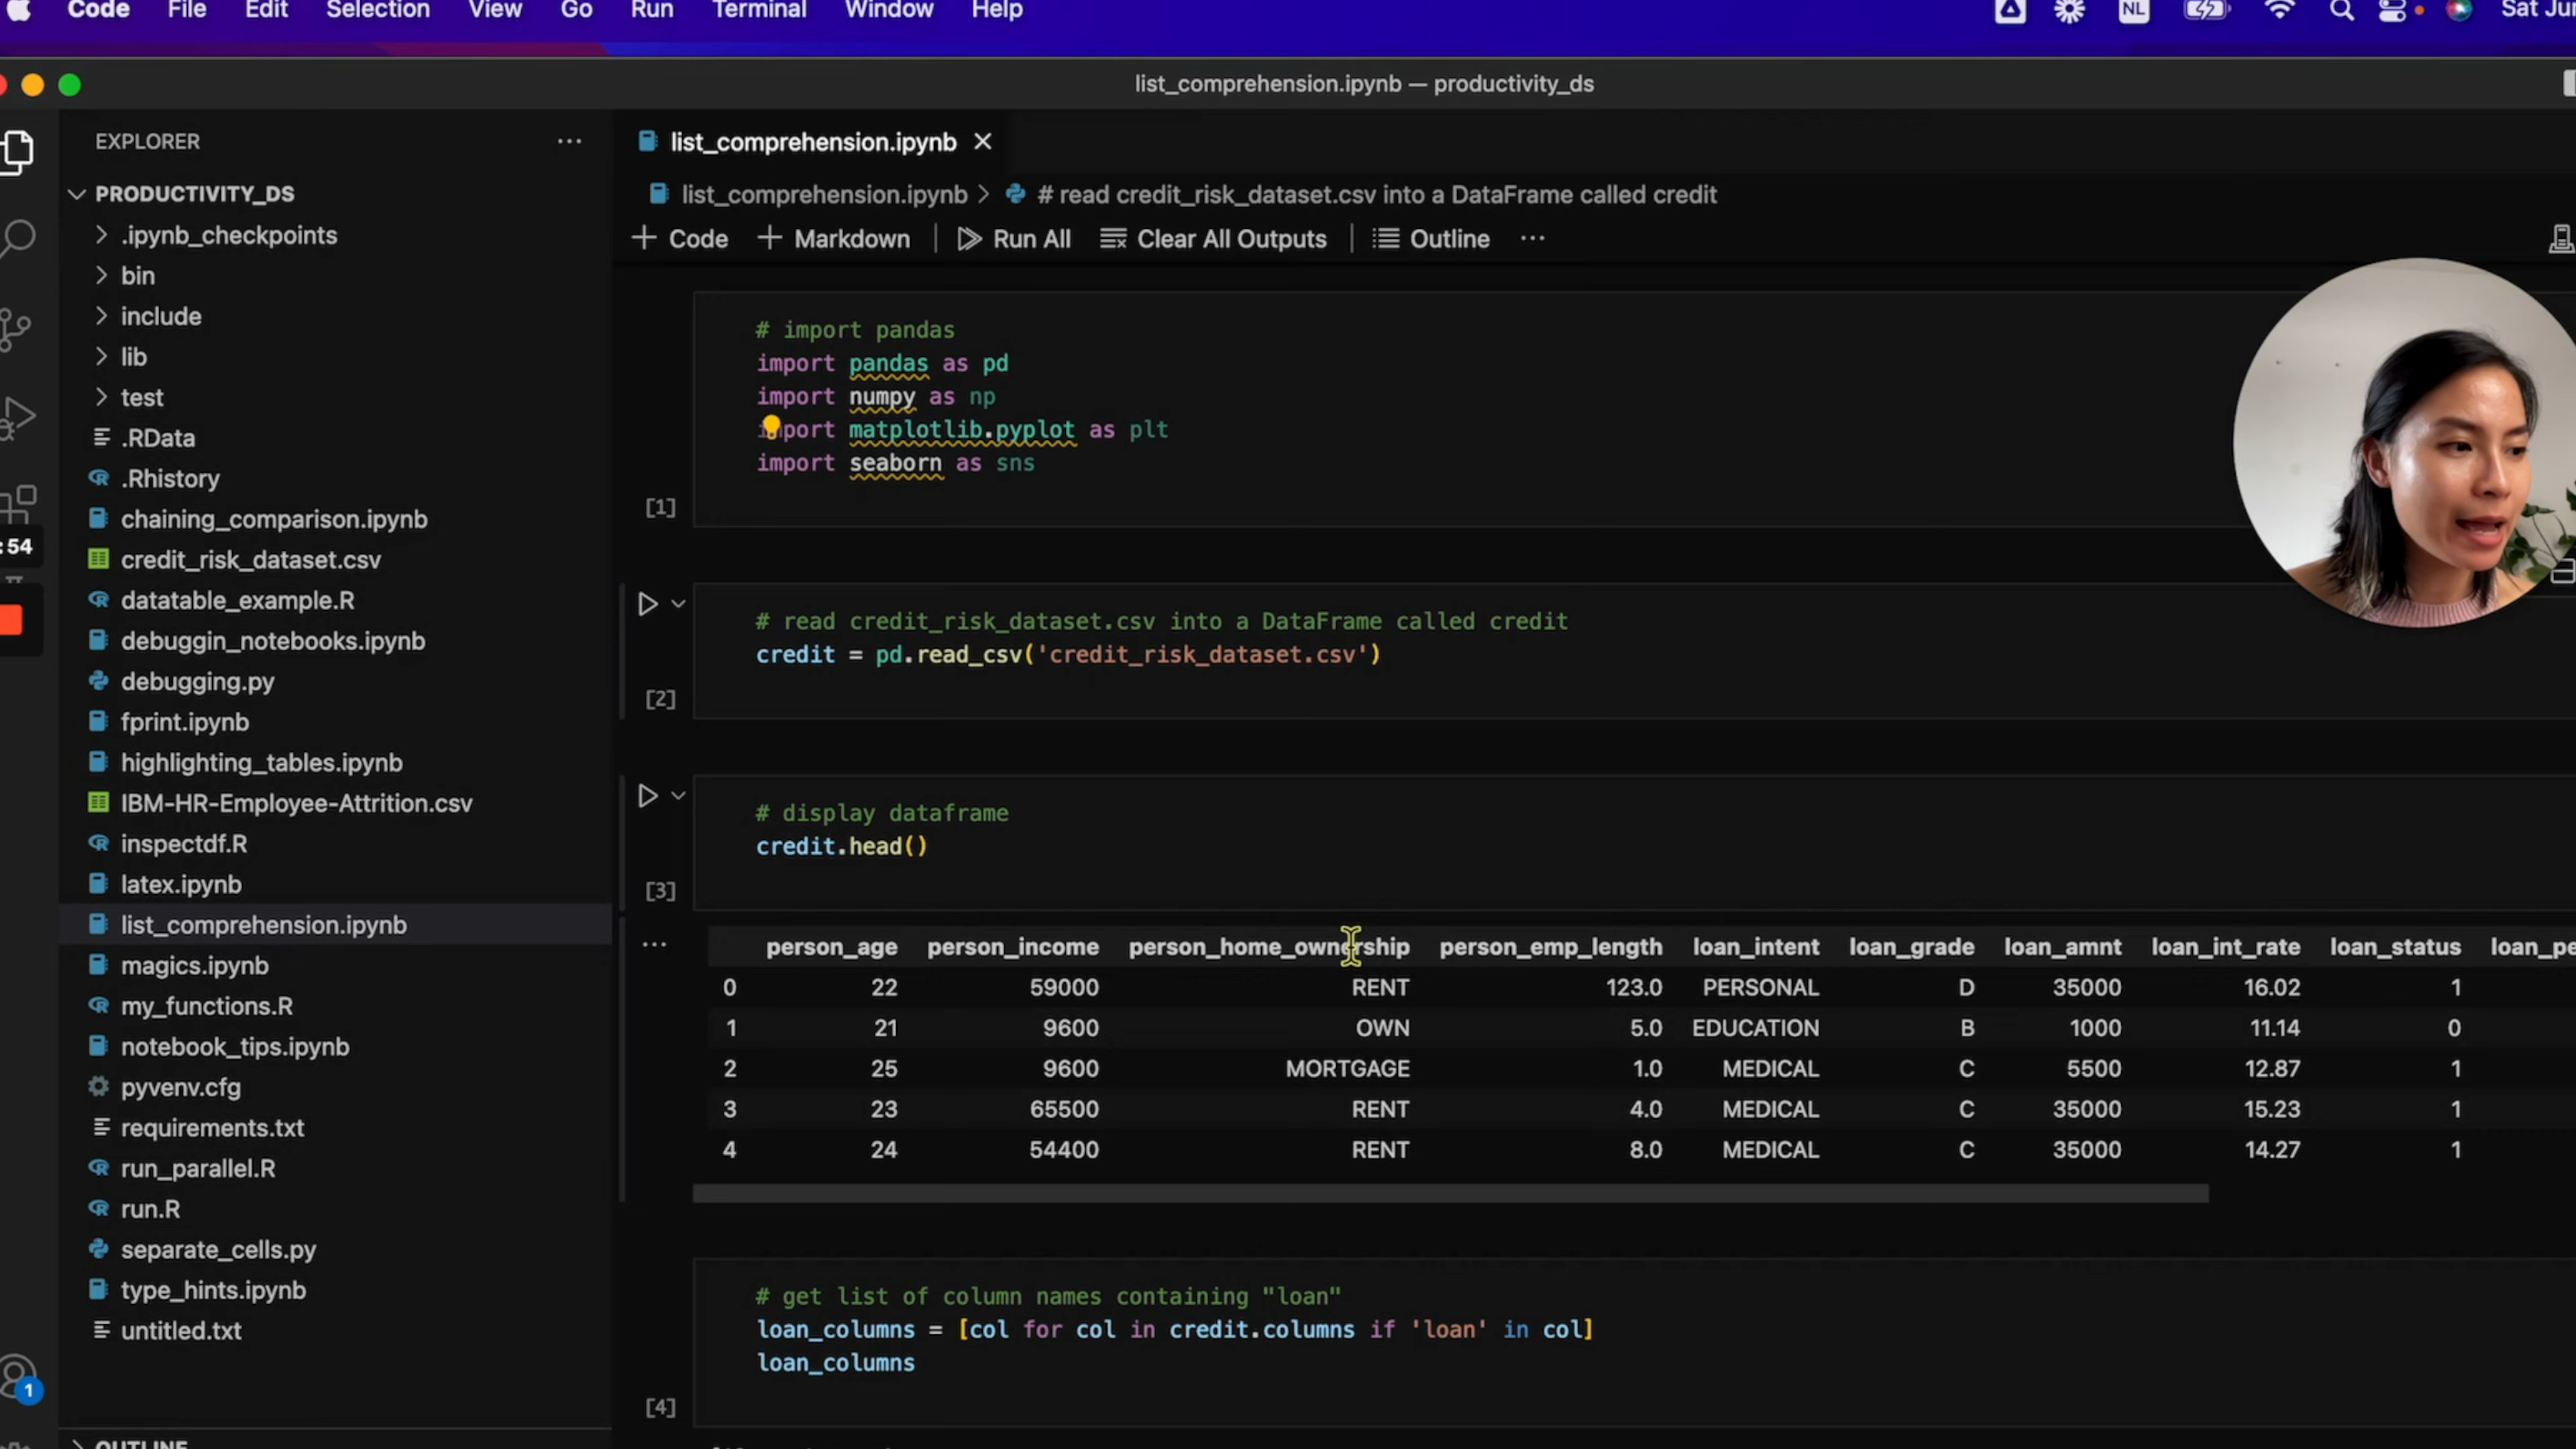 Code File Edit Selection View Go Run Terminal Window Help NL Sat Jun
list_comprehension.ipynb — productivity_ds
EXPLORER
PRODUCTIVITY_DS
.ipynb_checkpoints
bin
include
lib
test
.RData
.Rhistory
chaining_comparison.ipynb
credit_risk_dataset.csv
datatable_example.R
debuggin_notebooks.ipynb
debugging.py
fprint.ipynb
highlighting_tables.ipynb
IBM-HR-Employee-Attrition.csv
inspectdf.R
latex.ipynb
list_comprehension.ipynb
magics.ipynb
my_functions.R
notebook_tips.ipynb
pyvenv.cfg
requirements.txt
run_parallel.R
run.R
separate_cells.py
type_hints.ipynb
untitled.txt
OUTLINE
:54
1
list_comprehension.ipynb
list_comprehension.ipynb > # read credit_risk_dataset.csv into a DataFrame called credit
+ Code + Markdown Run All Clear All Outputs Outline ...
# import pandas
import pandas as pd
import numpy as np
import matplotlib.pyplot as plt
import seaborn as sns
[1]
# read credit_risk_dataset.csv into a DataFrame called credit
credit = pd.read_csv('credit_risk_dataset.csv')
[2]
# display dataframe
credit.head()
[3]
person_age person_income person_home_ownership person_emp_length loan_intent loan_grade loan_amnt loan_int_rate loan_status loan_pe
0 22 59000 RENT 123.0 PERSONAL D 35000 16.02 1
1 21 9600 OWN 5.0 EDUCATION B 1000 11.14 0
2 25 9600 MORTGAGE 1.0 MEDICAL C 5500 12.87 1
3 23 65500 RENT 4.0 MEDICAL C 35000 15.23 1
4 24 54400 RENT 8.0 MEDICAL C 35000 14.27 1
# get list of column names containing "loan"
loan_columns = [col for col in credit.columns if 'loan' in col]
loan_columns
[4]